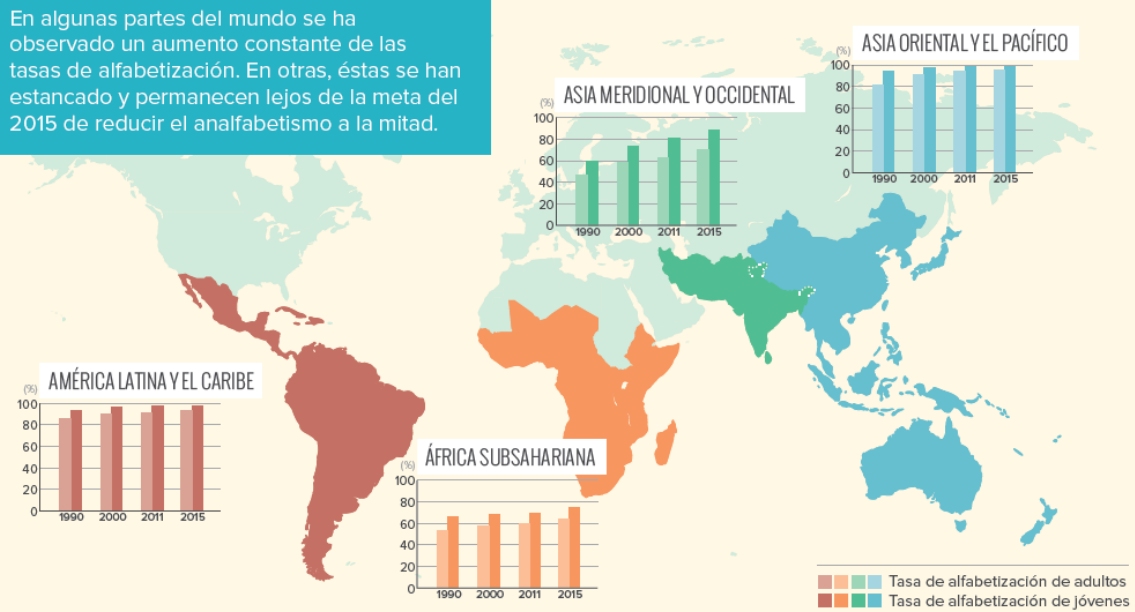 En algunas partes del mundo se ha
observado un aumento constante de las
tasas de alfabetización. En otras, éstas se han
estancado y permanecen lejos de la meta del
2015 de reducir el analfabetismo a la mitad.
ASIA ORIENTAL Y EL PACÍFICO
(%)
100
80
60
40
20
0
1990 2000 2011 2015
ASIA MERIDIONAL Y OCCIDENTAL
(%)
100
80
60
40
20
0
1990 2000 2011 2015
AMÉRICA LATINA Y EL CARIBE
(%)
100
80
60
40
20
0
1990 2000 2011 2015
ÁFRICA SUBSAHARIANA
(%)
100
80
60
40
20
0
1990 2000 2011 2015
Tasa de alfabetización de adultos
Tasa de alfabetización de jóvenes